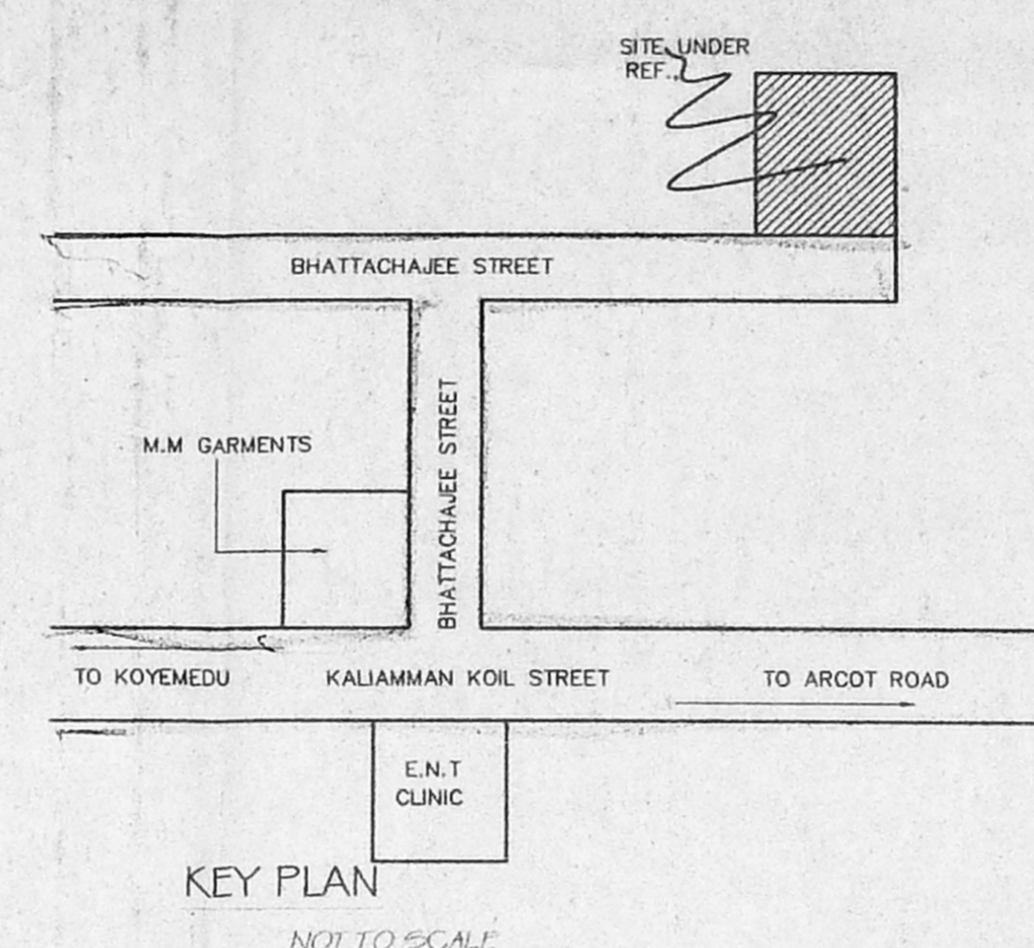 SITE UNDER
REF.,
BHATTACHAJEE STREET
BHATTACHAJEE STREET
M.M GARMENTS
TO KOYEMEDU
KALIAMMAN KOIL STREET
TO ARCOT ROAD
E.N.T
CLINIC
KEY PLAN
NOT TO SCALE